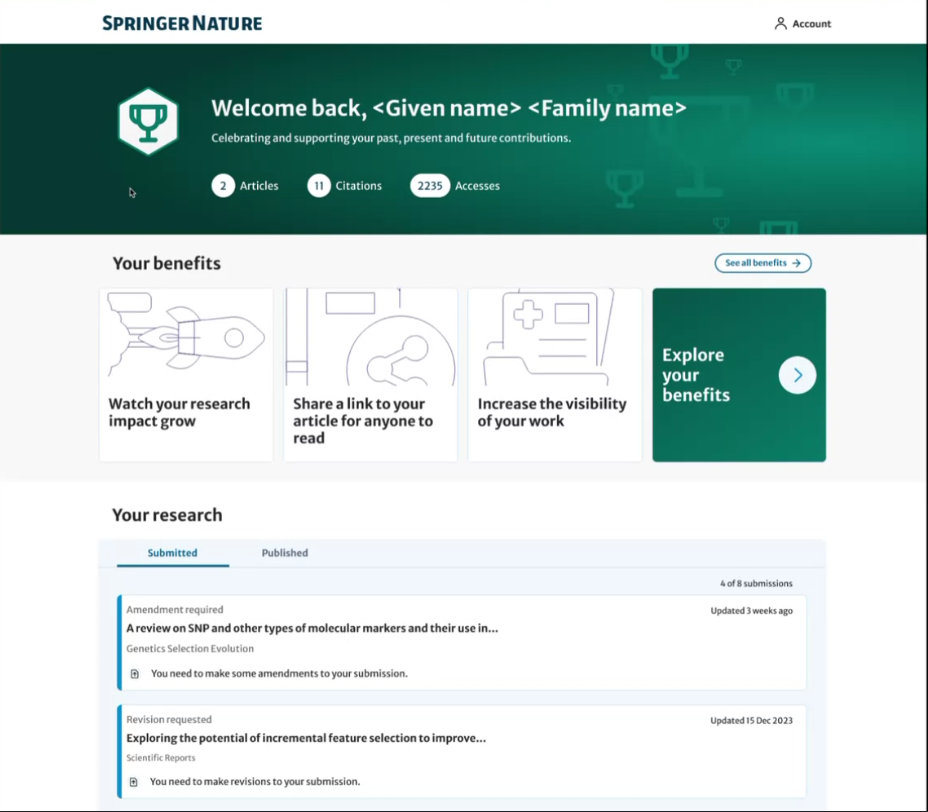 SPRINGER NATURE
Account
Welcome back, <Given name> <Family name>
Celebrating and supporting your past, present and future contributions.
2 Articles 11 Citations 2235 Accesses
Your benefits
See all benefits →
Watch your research
impact grow
Share a link to your
article for anyone to
read
Increase the visibility
of your work
Explore
your
benefits
Your research
Submitted Published
4 of 8 submissions
Amendment required
Updated 3 weeks ago
A review on SNP and other types of molecular markers and their use in...
Genetics Selection Evolution
You need to make some amendments to your submission.
Revision requested
Updated 15 Dec 2023
Exploring the potential of incremental feature selection to improve...
Scientific Reports
You need to make revisions to your submission.